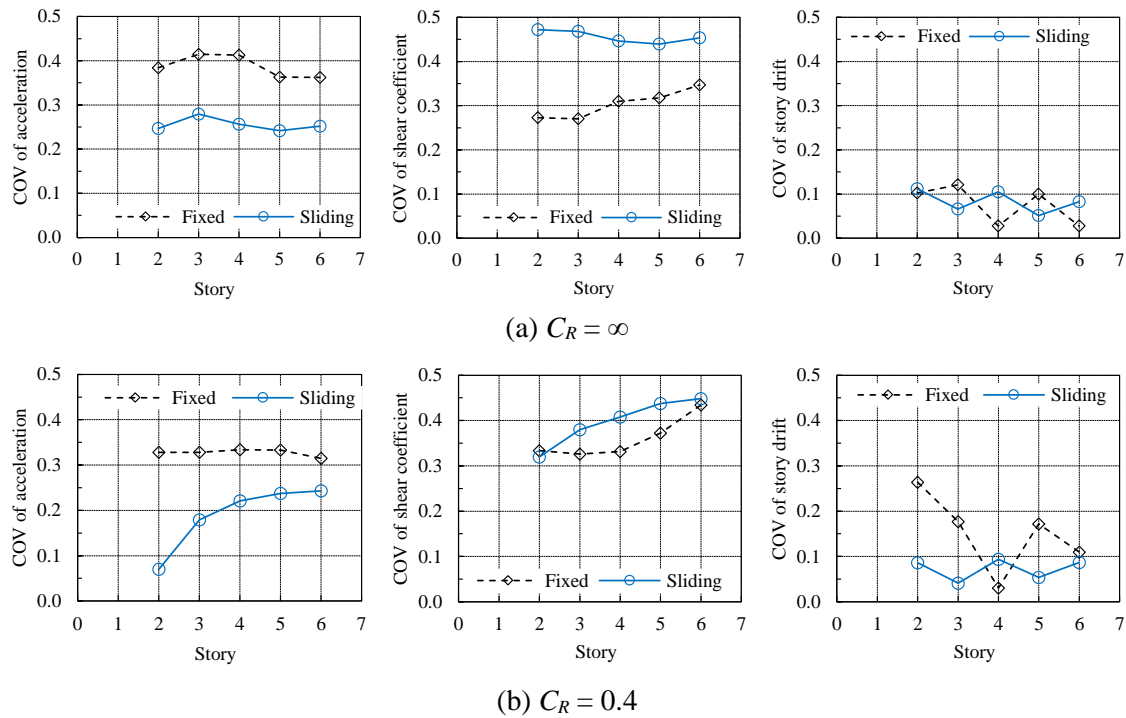 COV of acceleration
0.5
0.4
0.3
0.2
0.1
0.0
Fixed Sliding
0 1 2 3 4 5 6 7
Story
COV of shear coefficient
0.5
0.4
0.3
0.2
0.1
0.0
Fixed Sliding
0 1 2 3 4 5 6 7
Story
COV of story drift
0.5
0.4
0.3
0.2
0.1
0.0
Fixed Sliding
0 1 2 3 4 5 6 7
Story
(a) C_R = ∞
COV of acceleration
0.5
0.4
0.3
0.2
0.1
0.0
Fixed Sliding
0 1 2 3 4 5 6 7
Story
COV of shear coefficient
0.5
0.4
0.3
0.2
0.1
0.0
Fixed Sliding
0 1 2 3 4 5 6 7
Story
COV of story drift
0.5
0.4
0.3
0.2
0.1
0.0
Fixed Sliding
0 1 2 3 4 5 6 7
Story
(b) C_R = 0.4